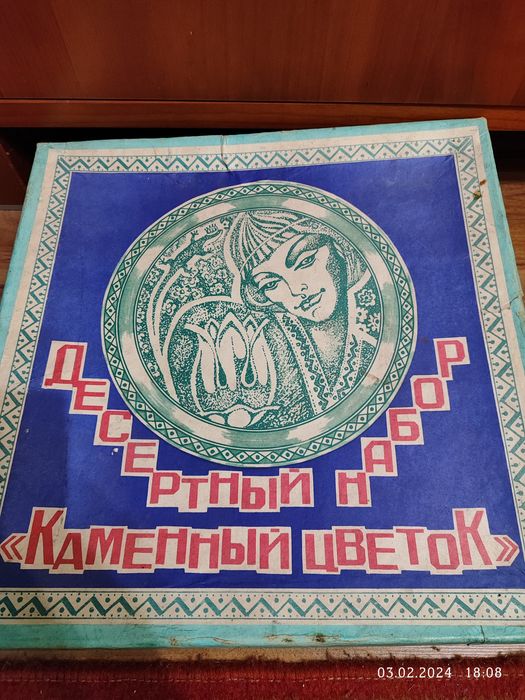 ДЕСЕРТНЫЙ НАБОР
«КАМЕННЫЙ ЦВЕТОК»
03.02.2024 18:08